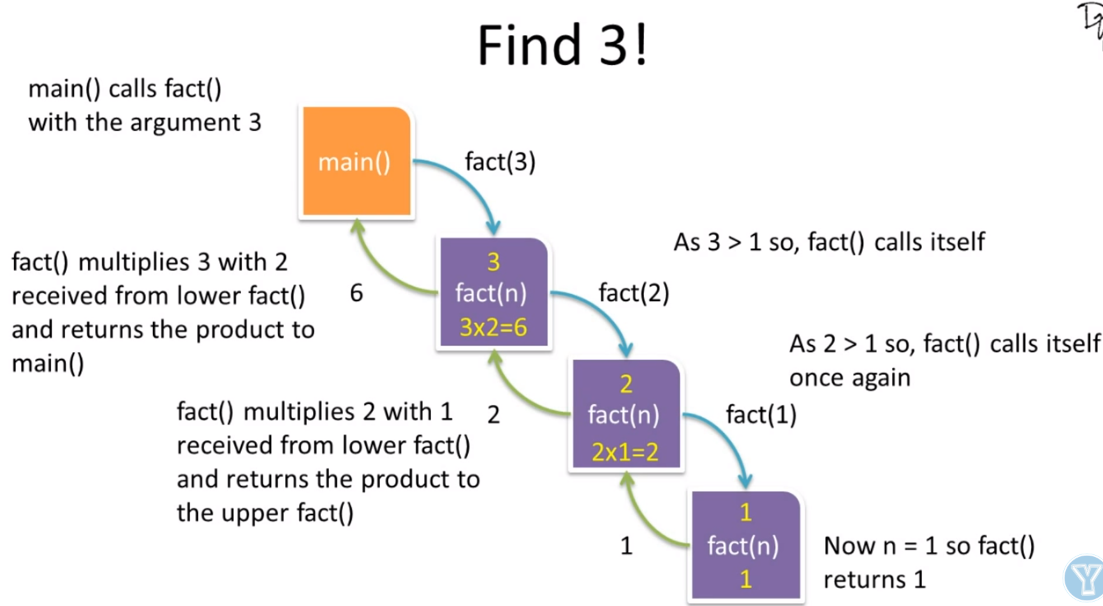 Find 3!
main() calls fact()
with the argument 3
main()
fact(3)
As 3 > 1 so, fact() calls itself
fact() multiplies 3 with 2
received from lower fact()
and returns the product to
main()
6
3
fact(n)
3x2=6
fact(2)
As 2 > 1 so, fact() calls itself
once again
fact() multiplies 2 with 1
received from lower fact()
and returns the product to
the upper fact()
2
2
fact(n)
2x1=2
fact(1)
1
1
fact(n)
1
Now n = 1 so fact()
returns 1
Y